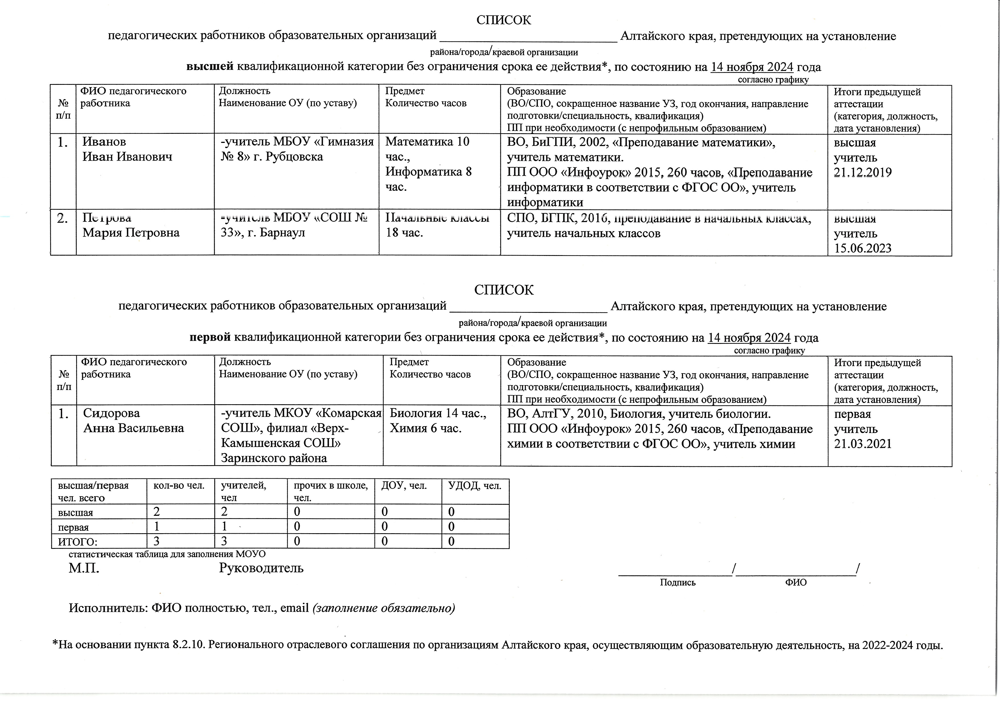 СПИСОК
педагогических работников образовательных организаций ____________________ Алтайского края, претендующих на установление
района/города/краевой организации
высшей квалификационной категории без ограничения срока ее действия*, по состоянию на 14 ноября 2024 года
согласно графику
№ п/п
ФИО педагогического
работника
Должность
Наименование ОУ (по уставу)
Предмет
Количество часов
Образование
(ВО/СПО, сокращенное название УЗ, год окончания, направление
подготовки/специальность, квалификация)
ПП при необходимости (с непрофильным образованием)
Итоги предыдущей
аттестации
(категория, должность,
дата установления)
1.
Иванов
Иван Иванович
-учитель МБОУ «Гимназия
№ 8» г. Рубцовска
Математика 10
час.,
Информатика 8
час.
ВО, БиГПИ, 2002, «Преподавание математики»,
учитель математики.
ПП ООО «Инфоурок» 2015, 260 часов, «Преподавание
информатики в соответствии с ФГОС ОО», учитель
информатики
высшая
учитель
21.12.2019
2.
Петрова
Мария Петровна
-учитель МБОУ «СОШ №
33», г. Барнаул
Начальные классы
18 час.
СПО, БГПК, 2016, преподавание в начальных классах,
учитель начальных классов
высшая
учитель
15.06.2023
СПИСОК
педагогических работников образовательных организаций ____________________ Алтайского края, претендующих на установление
района/города/краевой организации
первой квалификационной категории без ограничения срока ее действия*, по состоянию на 14 ноября 2024 года
согласно графику
№
п/п
ФИО педагогического
работника
Должность
Наименование ОУ (по уставу)
Предмет
Количество часов
Образование
(ВО/СПО, сокращенное название УЗ, год окончания, направление
подготовки/специальность, квалификация)
ПП при необходимости (с непрофильным образованием)
Итоги предыдущей
аттестации
(категория, должность,
дата установления)
1.
Сидорова
Анна Васильевна
-учитель МКОУ «Комарская
СОШ», филиал «Верх-
Камышенская СОШ»
Заринского района
Биология 14 час.,
Химия 6 час.
ВО, АлтГУ, 2010, Биология, учитель биологии.
ПП ООО «Инфоурок» 2015, 260 часов, «Преподавание
химии в соответствии с ФГОС ОО», учитель химии
первая
учитель
21.03.2021
высшая/первая
чел. всего
кол-во чел.
учителей,
чел
прочих в школе,
чел.
ДОУ, чел.
УДОД, чел.
высшая 2 2 0 0 0
первая 1 1 0 0 0
ИТОГО: 3 3 0 0 0
статистическая таблица для заполнения МОУО
М.П. Руководитель ____________/____________/
Подпись ФИО
Исполнитель: ФИО полностью, тел., email (заполнение обязательно)
*На основании пункта 8.2.10. Регионального отраслевого соглашения по организациям Алтайского края, осуществляющим образовательную деятельность, на 2022-2024 годы.